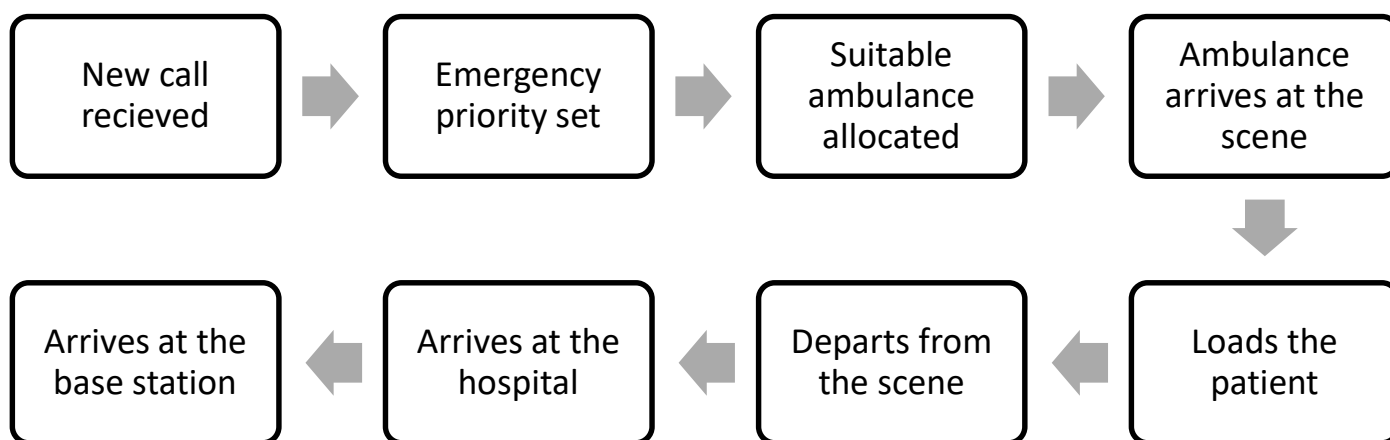 New call
recieved
Emergency
priority set
Suitable
ambulance
allocated
Ambulance
arrives at the
scene
Loads the
patient
Departs from
the scene
Arrives at the
hospital
Arrives at the
base station